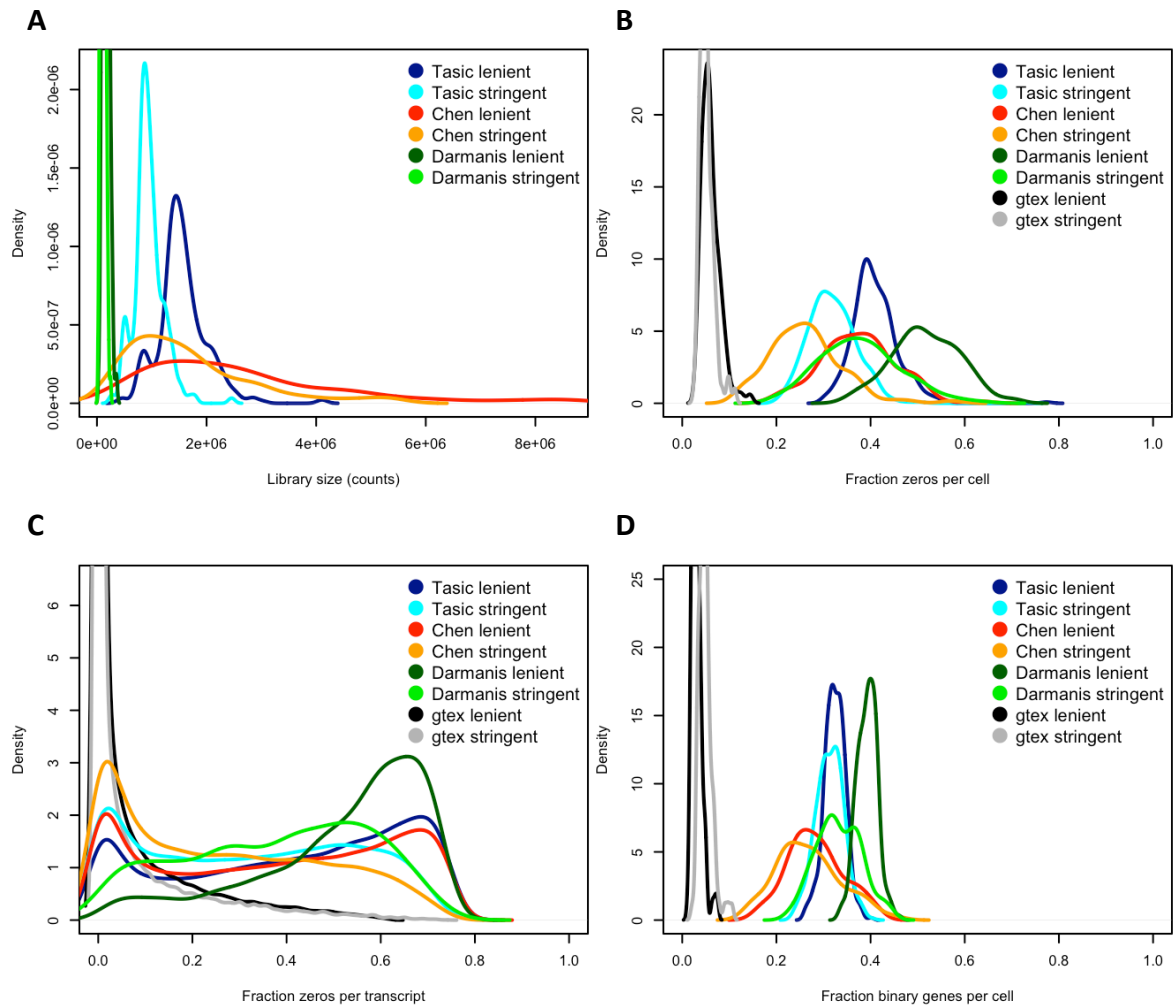 A
Density
0.0e+00
5.0e-07
1.0e-06
1.5e-06
2.0e-06
Tasic lenient
Tasic stringent
Chen lenient
Chen stringent
Darmanis lenient
Darmanis stringent
0e+00
2e+06
4e+06
6e+06
8e+06
Library size (counts)
B
Density
0
5
10
15
20
Tasic lenient
Tasic stringent
Chen lenient
Chen stringent
Darmanis lenient
Darmanis stringent
gtex lenient
gtex stringent
0.0
0.2
0.4
0.6
0.8
1.0
Fraction zeros per cell
C
Density
0
1
2
3
4
5
6
Tasic lenient
Tasic stringent
Chen lenient
Chen stringent
Darmanis lenient
Darmanis stringent
gtex lenient
gtex stringent
0.0
0.2
0.4
0.6
0.8
1.0
Fraction zeros per transcript
D
Density
0
5
10
15
20
25
Tasic lenient
Tasic stringent
Chen lenient
Chen stringent
Darmanis lenient
Darmanis stringent
gtex lenient
gtex stringent
0.0
0.2
0.4
0.6
0.8
1.0
Fraction binary genes per cell